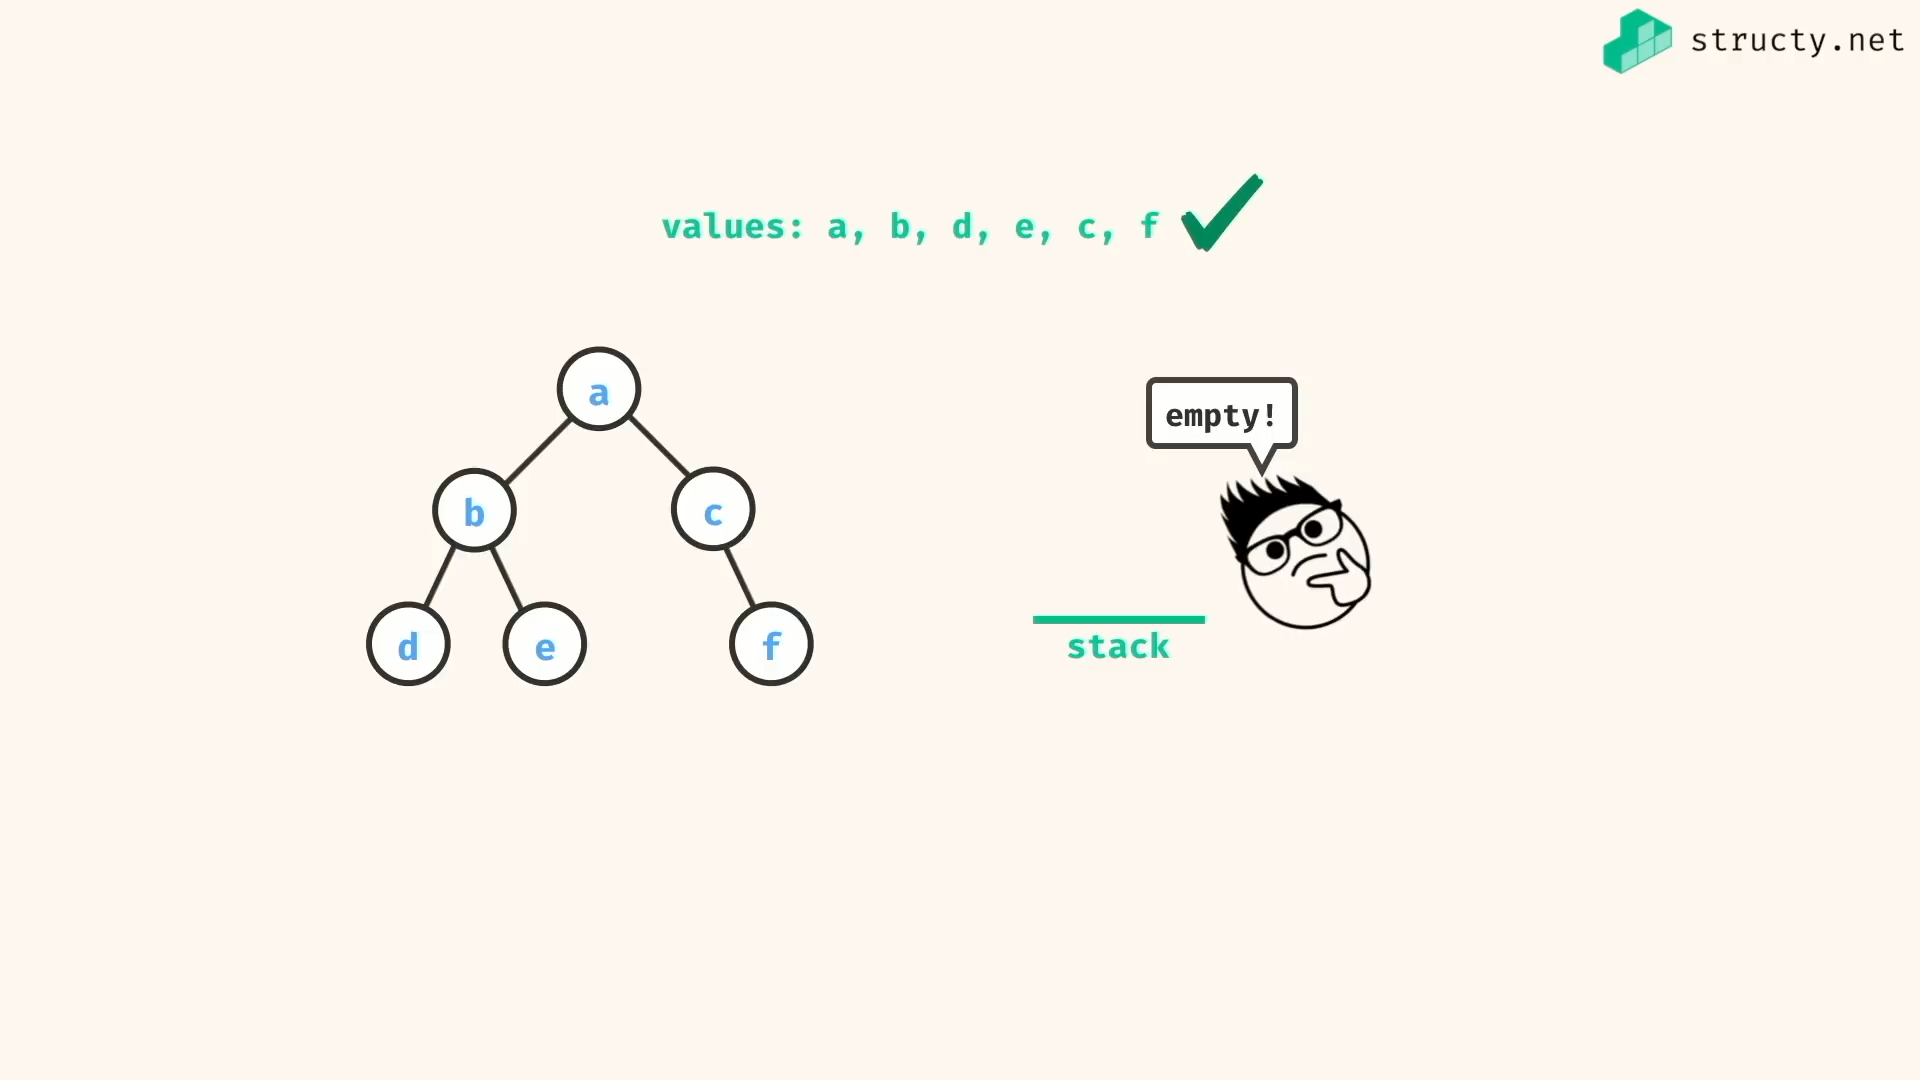 structy.net
values: a, b, d, e, c, f
a
empty!
b
c
d
e
f
stack